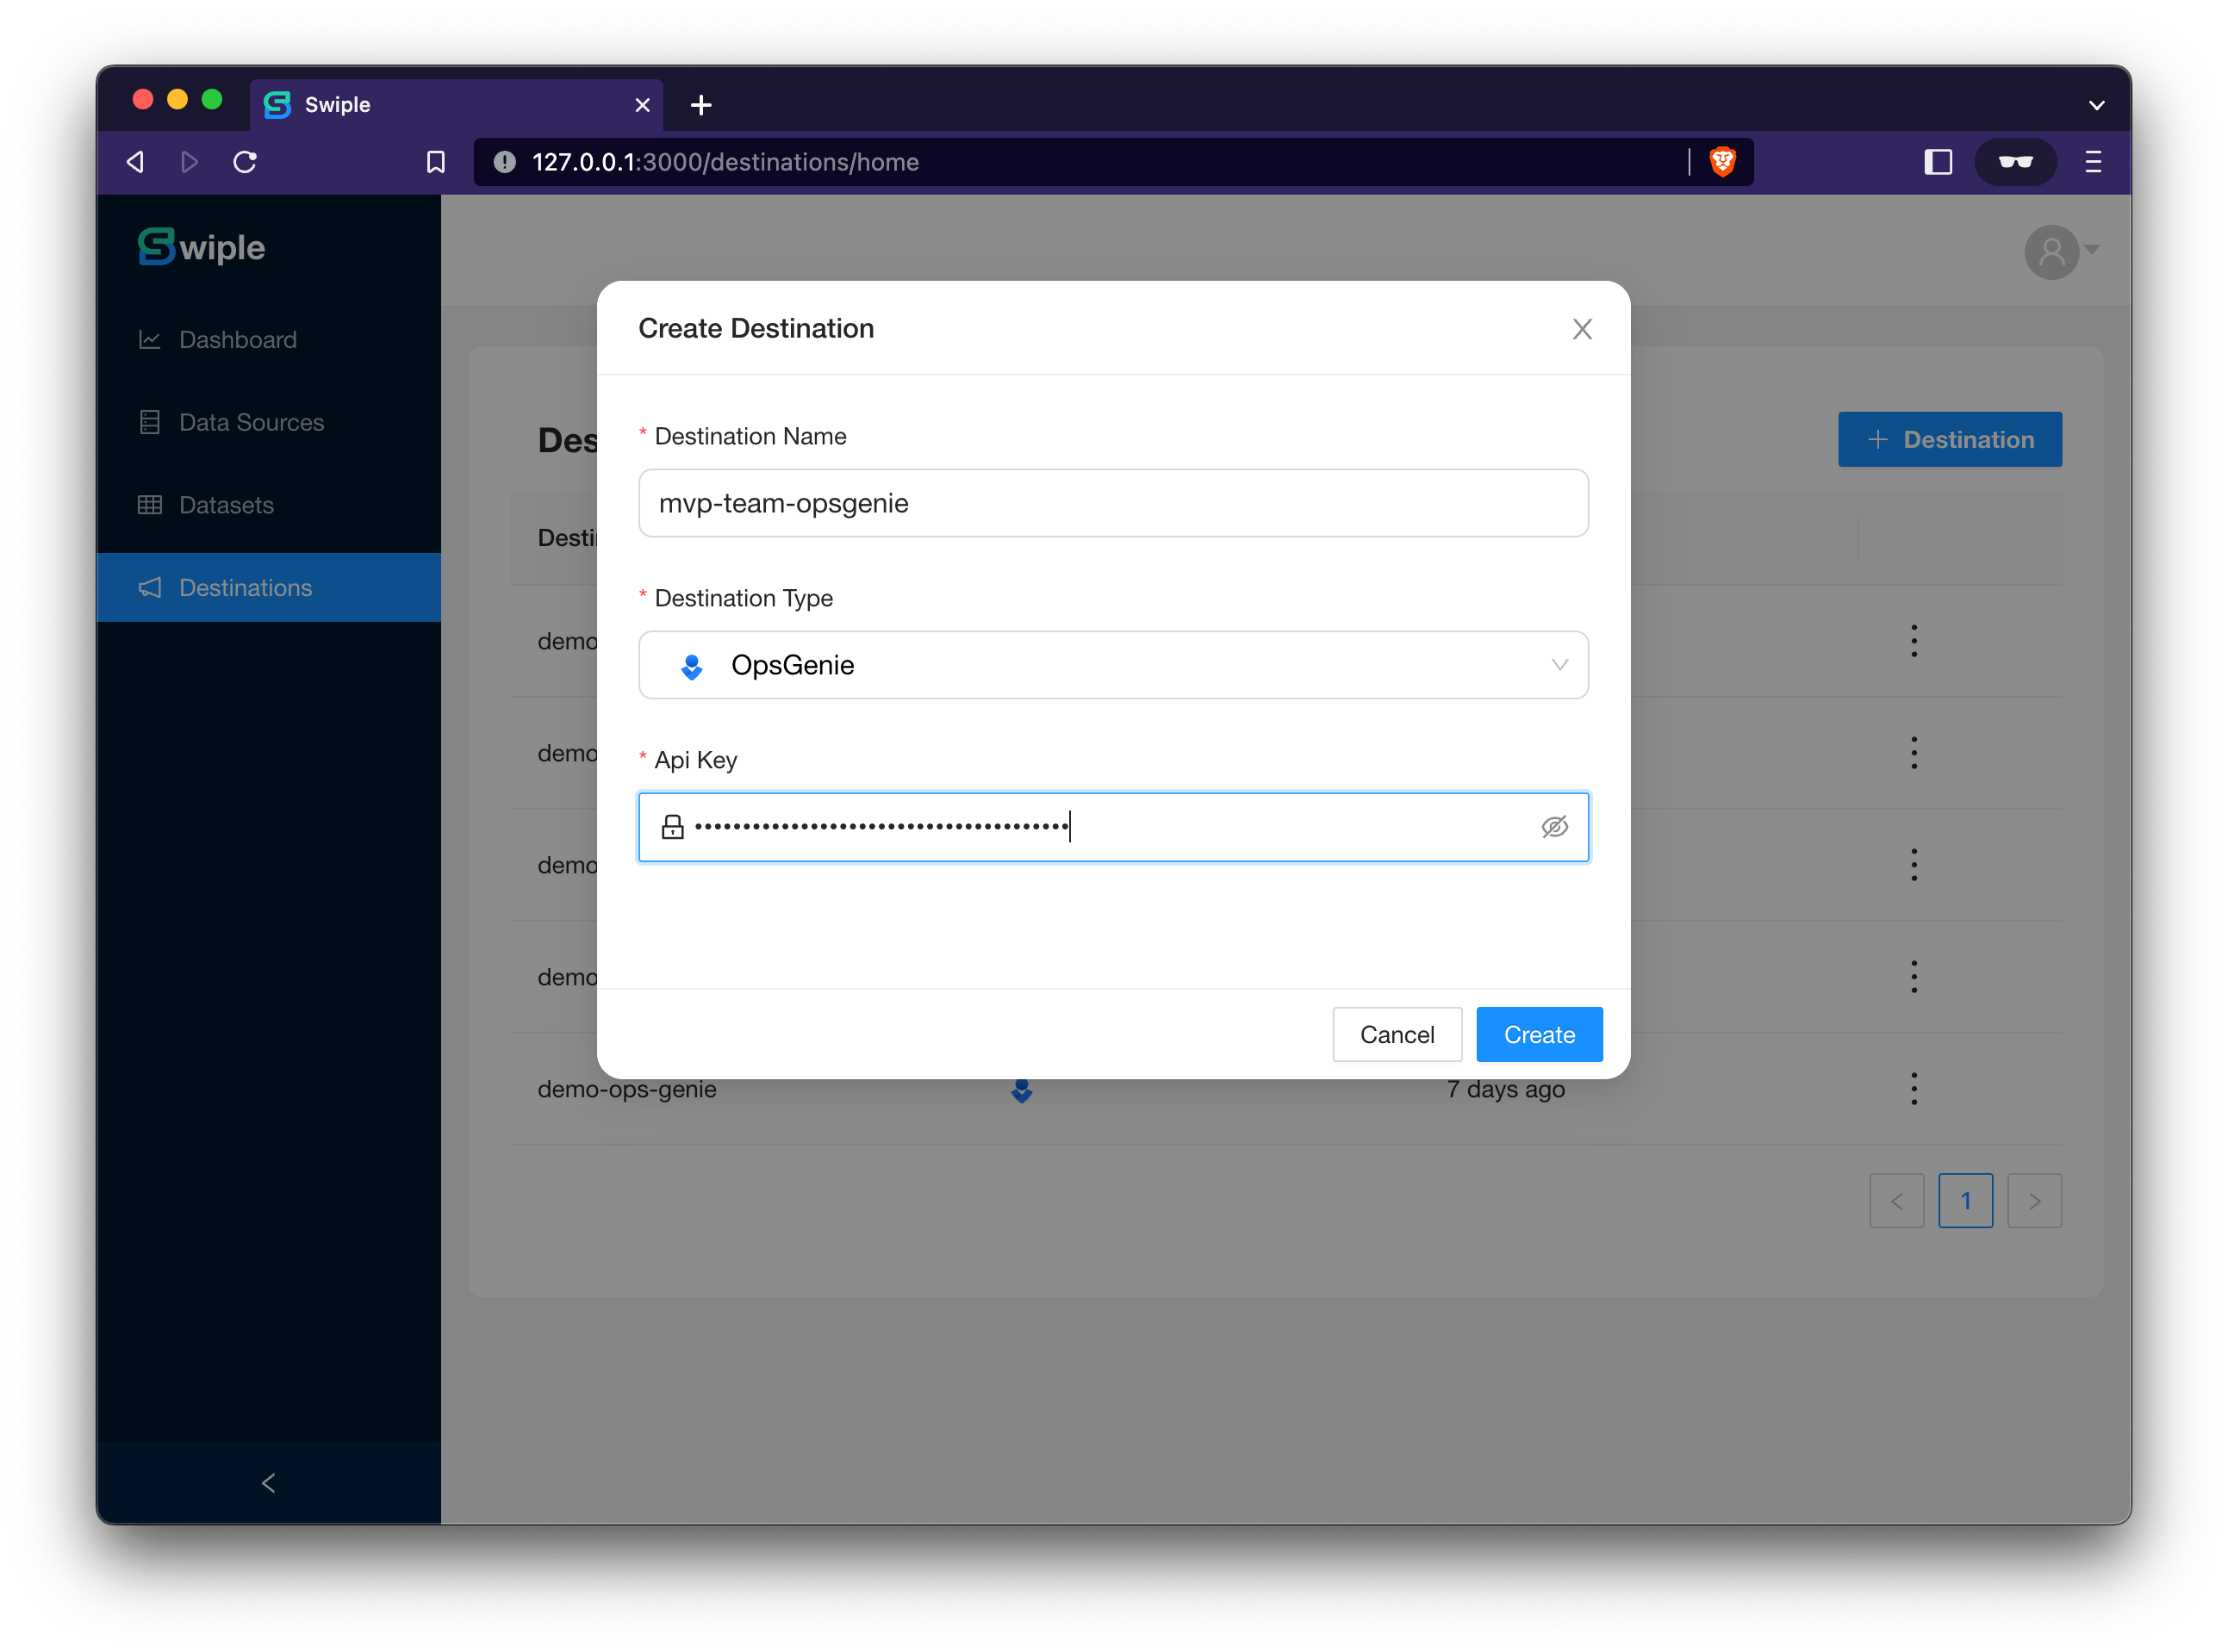 Swiple
127.0.0.1:3000/destinations/home
Swiple
Dashboard
Data Sources
Datasets
Destinations
Create Destination
* Destination Name
mvp-team-opsgenie
* Destination Type
OpsGenie
* Api Key
••••••••••••••••••••••••••••••••••••••
Cancel
Create
Des
+ Destination
Desti
demo
demo
demo
demo
demo-ops-genie
7 days ago
1